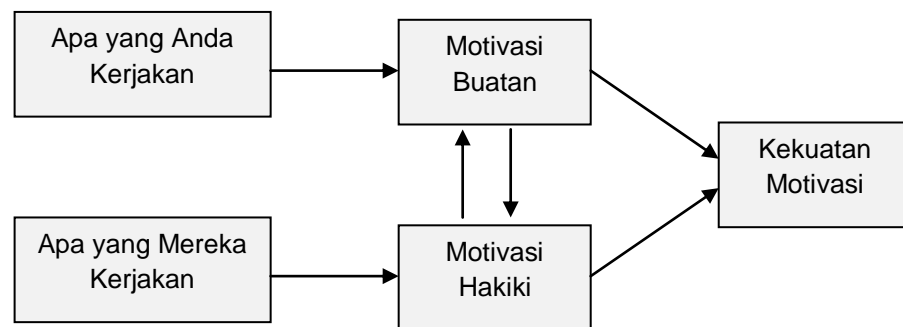 Apa yang Anda
Kerjakan
Motivasi
Buatan
Kekuatan
Motivasi
Apa yang Mereka
Kerjakan
Motivasi
Hakiki